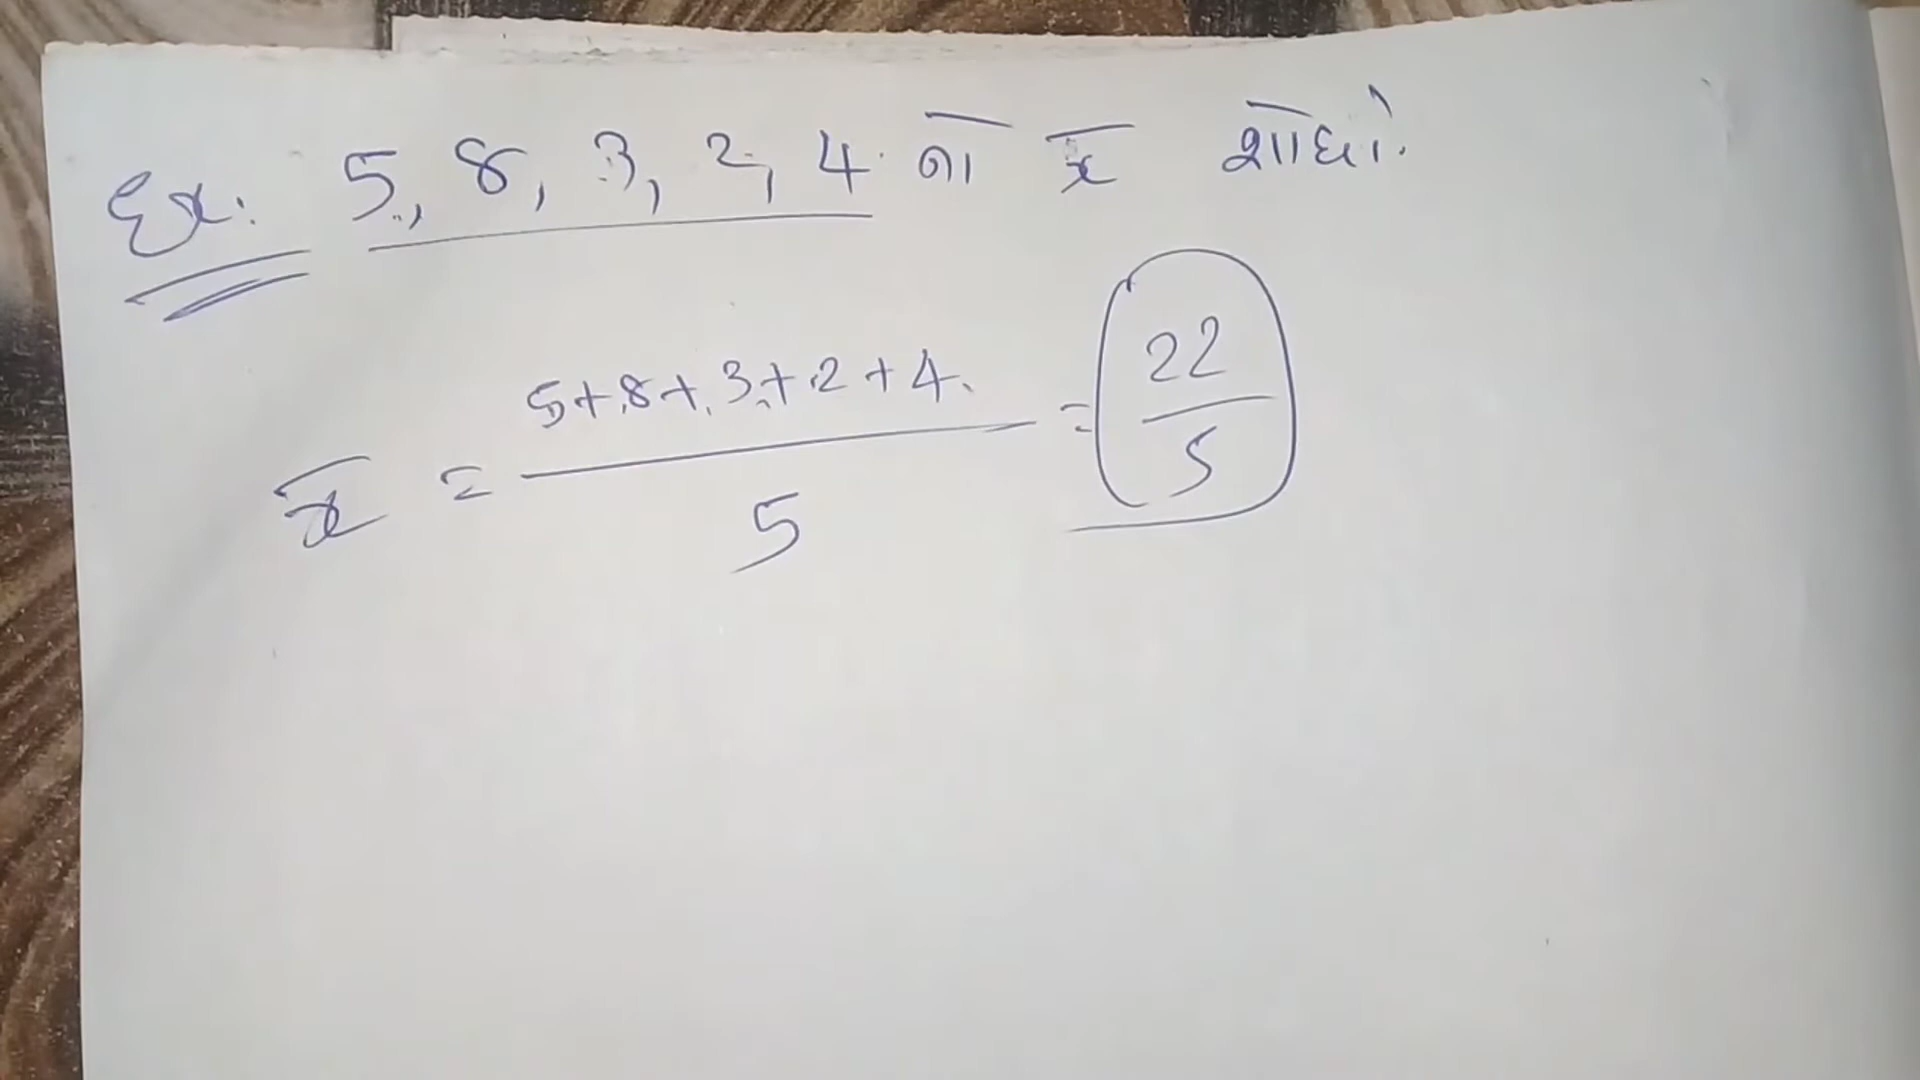 Ex: 5, 8, 3, 2, 4 નો x̄ શોધો.
x̄ = 5+8+3+2+4 / 5 = 22 / 5